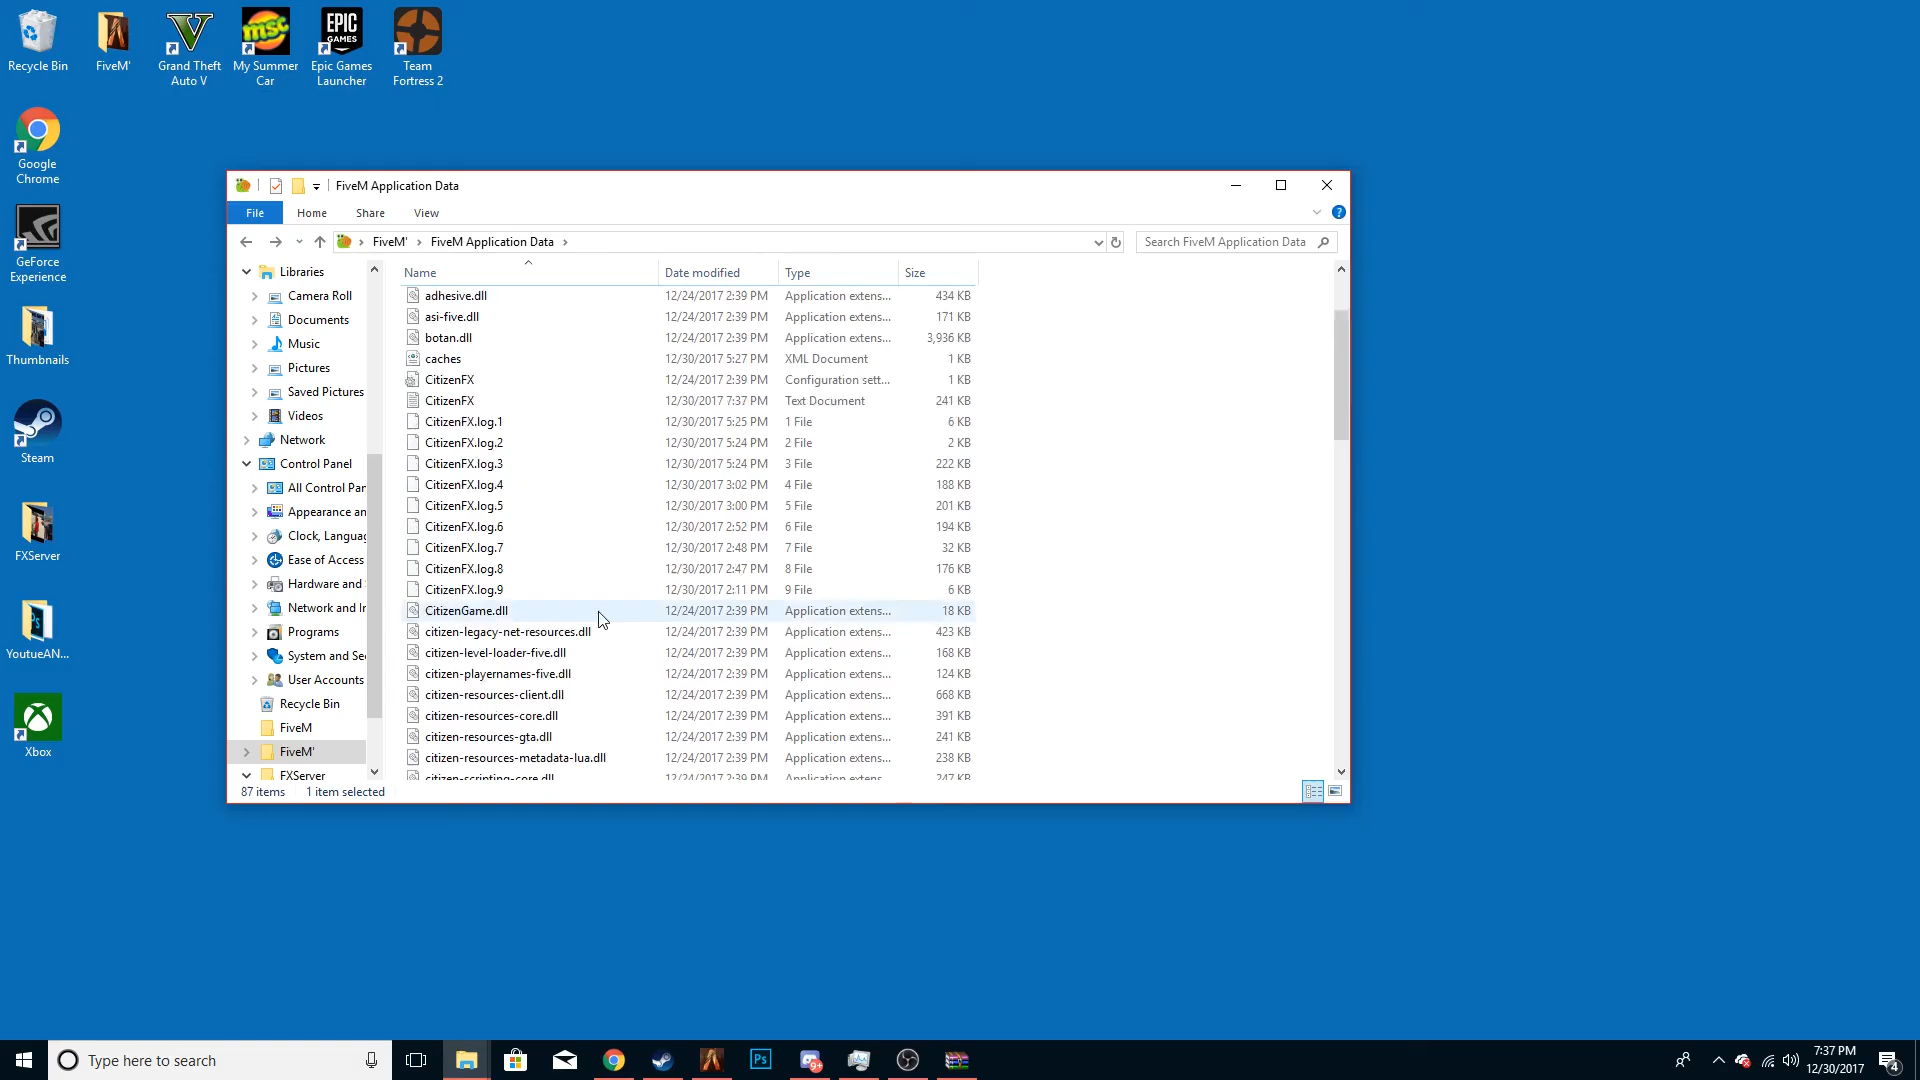 Recycle Bin
FiveM'
Grand Theft
Auto V
My Summer
Car
Epic Games
Launcher
Team
Fortress 2
msc
EPIC
GAMES
Google
Chrome
GeForce
Experience
Thumbnails
Steam
FXServer
YoutueAN...
Xbox
FiveM Application Data
File
Home
Share
View
FiveM' › FiveM Application Data ›
Search FiveM Application Data
Libraries
Camera Roll
Documents
Music
Pictures
Saved Pictures
Videos
Network
Control Panel
All Control Par
Appearance an
Clock, Languag
Ease of Access
Hardware and
Network and Ir
Programs
System and Se
User Accounts
Recycle Bin
FiveM
FiveM'
FXServer
Name Date modified Type Size
adhesive.dll 12/24/2017 2:39 PM Application extens... 434 KB
asi-five.dll 12/24/2017 2:39 PM Application extens... 171 KB
botan.dll 12/24/2017 2:39 PM Application extens... 3,936 KB
caches 12/30/2017 5:27 PM XML Document 1 KB
CitizenFX 12/24/2017 2:39 PM Configuration sett... 1 KB
CitizenFX 12/30/2017 7:37 PM Text Document 241 KB
CitizenFX.log.1 12/30/2017 5:25 PM 1 File 6 KB
CitizenFX.log.2 12/30/2017 5:24 PM 2 File 2 KB
CitizenFX.log.3 12/30/2017 5:24 PM 3 File 222 KB
CitizenFX.log.4 12/30/2017 3:02 PM 4 File 188 KB
CitizenFX.log.5 12/30/2017 3:00 PM 5 File 201 KB
CitizenFX.log.6 12/30/2017 2:52 PM 6 File 194 KB
CitizenFX.log.7 12/30/2017 2:48 PM 7 File 32 KB
CitizenFX.log.8 12/30/2017 2:47 PM 8 File 176 KB
CitizenFX.log.9 12/30/2017 2:11 PM 9 File 6 KB
CitizenGame.dll 12/24/2017 2:39 PM Application extens... 18 KB
citizen-legacy-net-resources.dll 12/24/2017 2:39 PM Application extens... 423 KB
citizen-level-loader-five.dll 12/24/2017 2:39 PM Application extens... 168 KB
citizen-playernames-five.dll 12/24/2017 2:39 PM Application extens... 124 KB
citizen-resources-client.dll 12/24/2017 2:39 PM Application extens... 668 KB
citizen-resources-core.dll 12/24/2017 2:39 PM Application extens... 391 KB
citizen-resources-gta.dll 12/24/2017 2:39 PM Application extens... 241 KB
citizen-resources-metadata-lua.dll 12/24/2017 2:39 PM Application extens... 238 KB
citizen-scripting-core.dll 12/24/2017 2:39 PM Application extens... 247 KB
87 items 1 item selected
Type here to search
Ps
9+
7:37 PM
12/30/2017
4